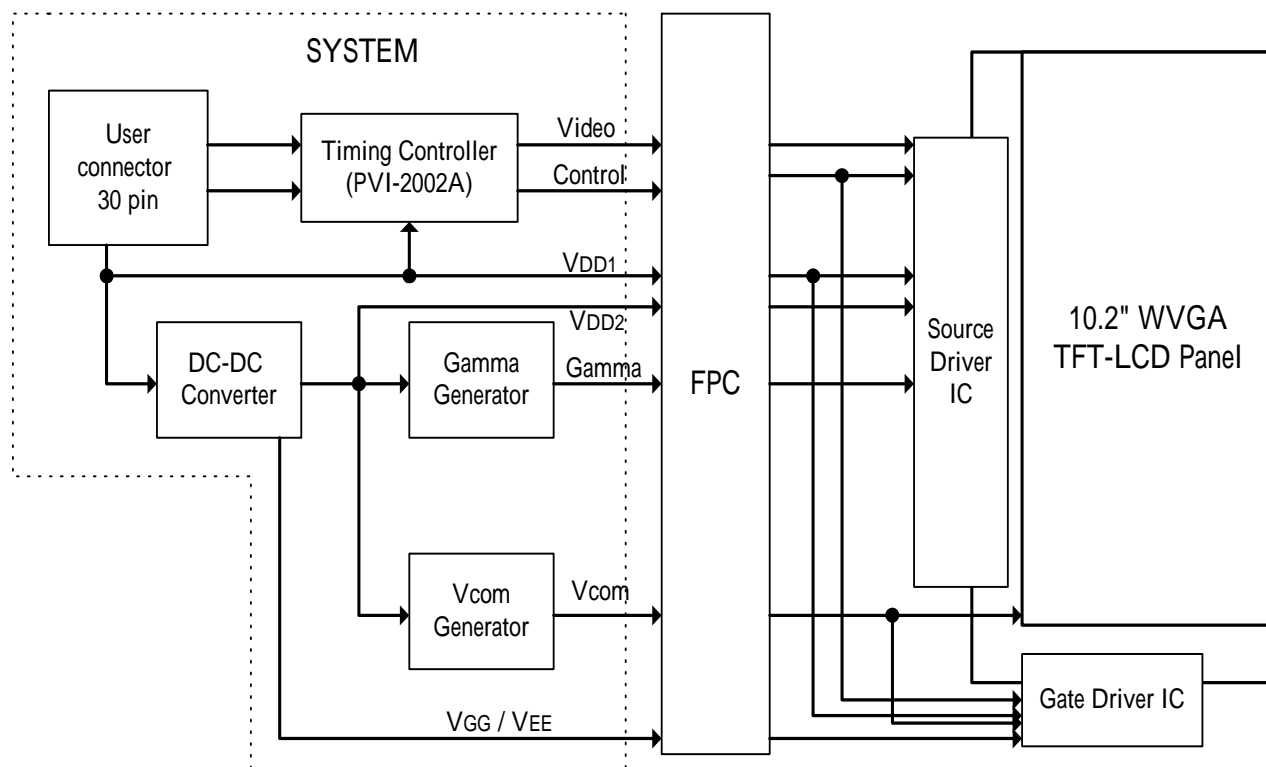 SYSTEM
User
connector
30 pin
Timing Controller
(PVI-2002A)
Video
Control
VDD1
VDD2
DC-DC
Converter
Gamma
Generator
Gamma
Vcom
Generator
Vcom
VGG / VEE
FPC
Source
Driver
IC
10.2" WVGA
TFT-LCD Panel
Gate Driver IC